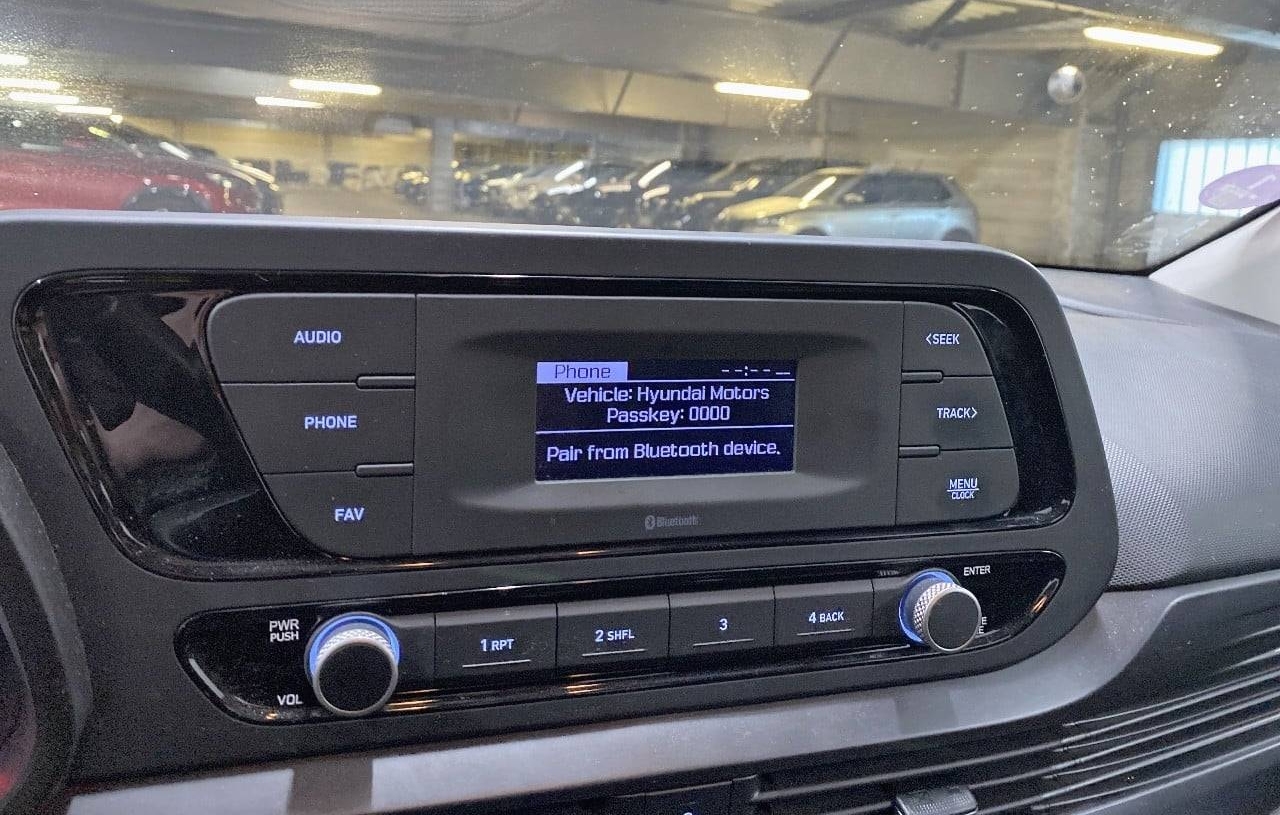 AUDIO
PHONE
FAV
Phone --:-- --
Vehicle: Hyundai Motors
Passkey: 0000
Pair from Bluetooth device.
Bluetooth
<SEEK
TRACK>
MENU
CLOCK
PWR
PUSH
VOL
1 RPT
2 SHFL
3
4 BACK
ENTER